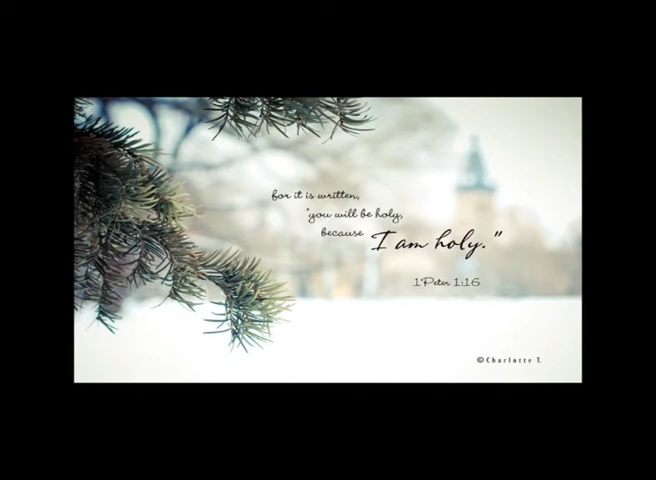 for it is written,
"you will be holy,
because I am holy."
1 Peter 1:16
©Charlotte T.